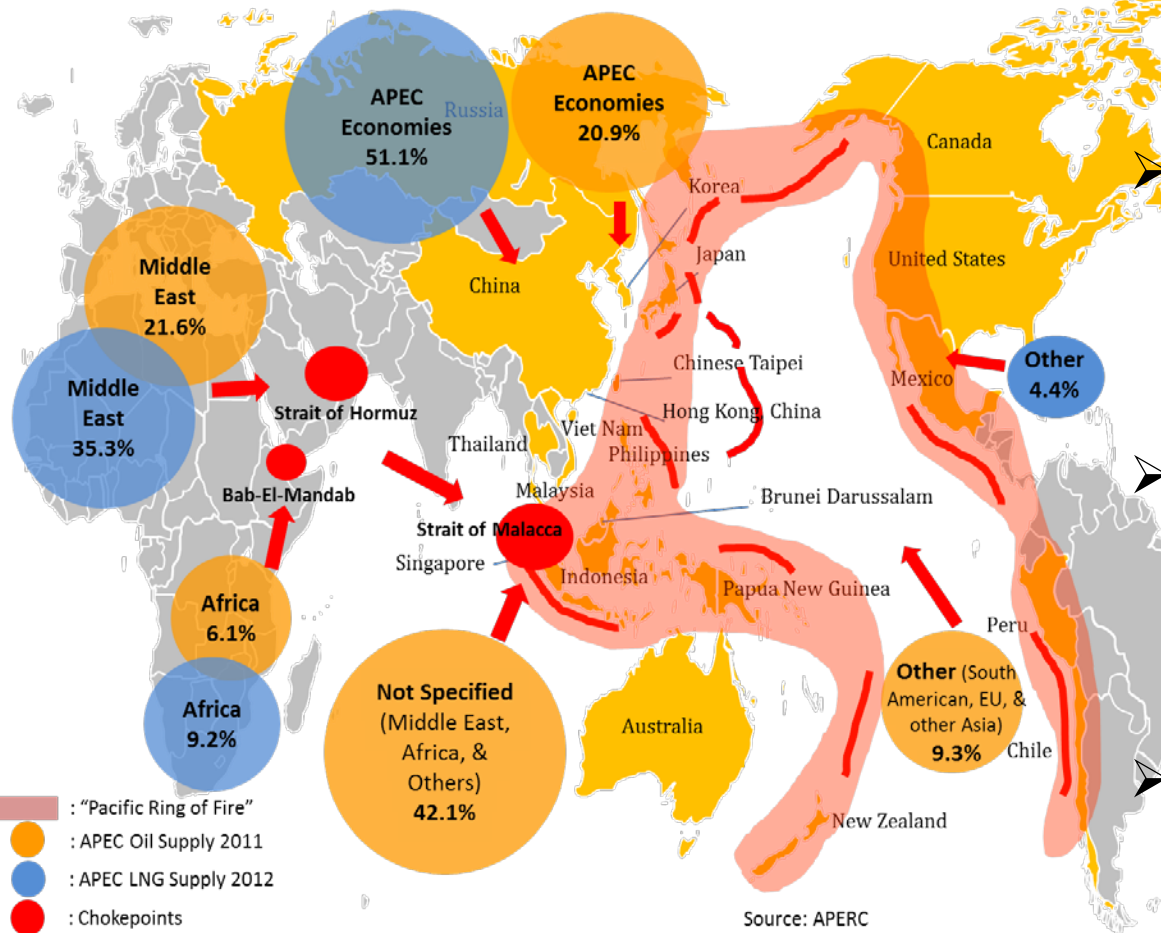 APEC
Economies
51.1%
Russia
APEC
Economies
20.9%
Canada
Korea
Japan
United States
China
Middle
East
21.6%
Middle
East
35.3%
Strait of Hormuz
Chinese Taipei
Mexico
Other
4.4%
Hong Kong, China
Thailand
Viet Nam
Philippines
Bab-El-Mandab
Malaysia
Brunei Darussalam
Strait of Malacca
Singapore
Indonesia
Papua New Guinea
Africa
6.1%
Peru
Africa
9.2%
Not Specified
(Middle East,
Africa, &
Others)
42.1%
Other (South
American, EU, &
other Asia)
9.3%
Australia
Chile
New Zealand
: “Pacific Ring of Fire”
: APEC Oil Supply 2011
: APEC LNG Supply 2012
: Chokepoints
Source: APERC